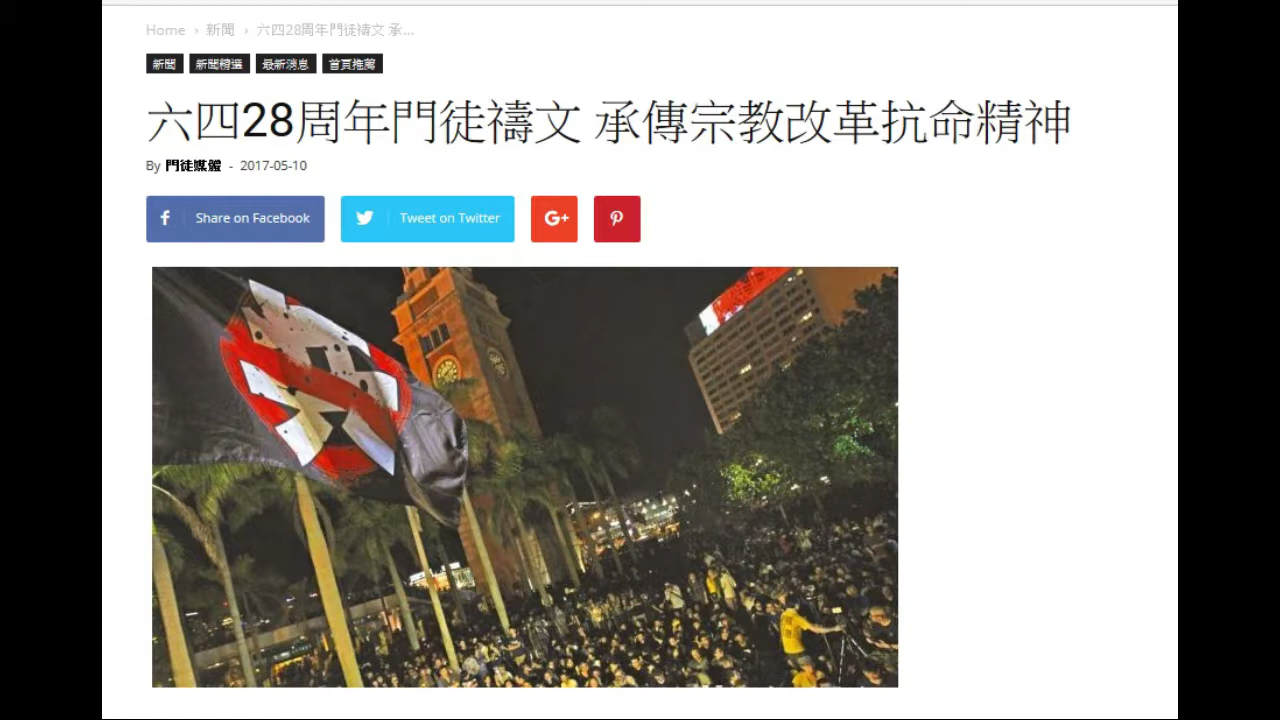 Home › 新聞 › 六四28周年門徒禱文 承...
新聞 新聞精選 最新消息 首頁推薦
六四28周年門徒禱文 承傳宗教改革抗命精神
By 門徒媒體 - 2017-05-10
Share on Facebook Tweet on Twitter G+